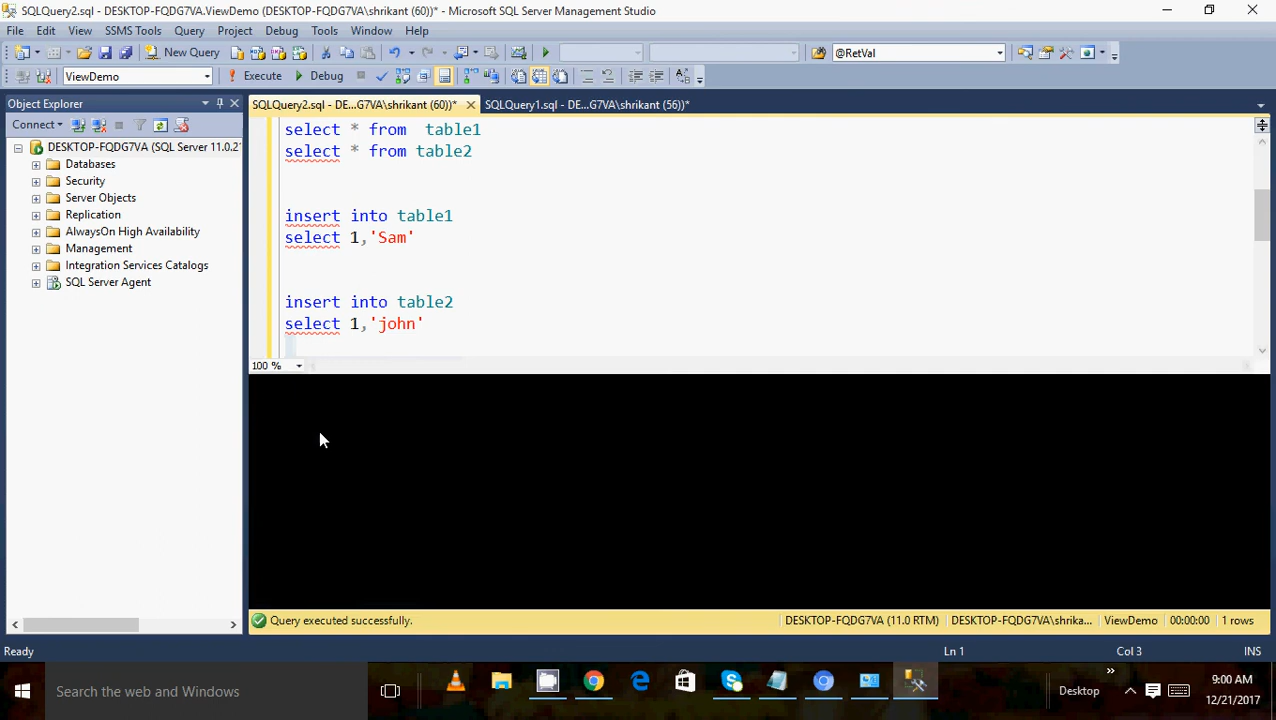 SQLQuery2.sql - DESKTOP-FQDG7VA.ViewDemo (DESKTOP-FQDG7VA\shrikant (60))* - Microsoft SQL Server Management Studio
File Edit View SSMS Tools Query Project Debug Tools Window Help
New Query @RetVal
ViewDemo Execute Debug
Object Explorer
SQLQuery2.sql - DE...G7VA\shrikant (60))* SQLQuery1.sql - DE...G7VA\shrikant (56))*
Connect
DESKTOP-FQDG7VA (SQL Server 11.0.2
Databases
Security
Server Objects
Replication
AlwaysOn High Availability
Management
Integration Services Catalogs
SQL Server Agent
select * from  table1
select * from table2
insert into table1
select 1,'Sam'
insert into table2
select 1,'john'
100 %
Query executed successfully. DESKTOP-FQDG7VA (11.0 RTM) DESKTOP-FQDG7VA\shrika... ViewDemo 00:00:00 1 rows
Ready Ln 1 Col 3 INS
Search the web and Windows
Desktop
9:00 AM
12/21/2017